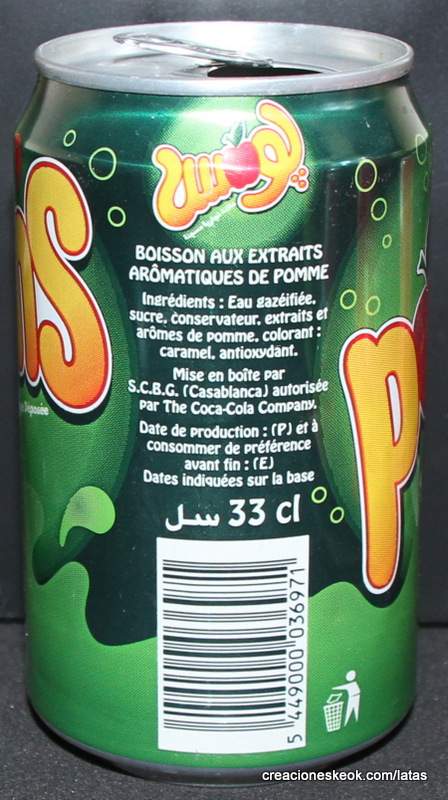 پومس
BOISSON AUX EXTRAITS
ARÔMATIQUES DE POMME
Ingrédients : Eau gazéifiée,
sucre, conservateur, extraits et
arômes de pomme, colorant :
caramel, antioxydant.
Mise en boîte par
S.C.B.G. (Casablanca) autorisée
par The Coca-Cola Company.
Date de production : (P) et à
consommer de préférence
avant fin : (E)
Dates indiquées sur la base
33 cl سل
5 449000 036971
ms
p
creacioneskeok.com/latas